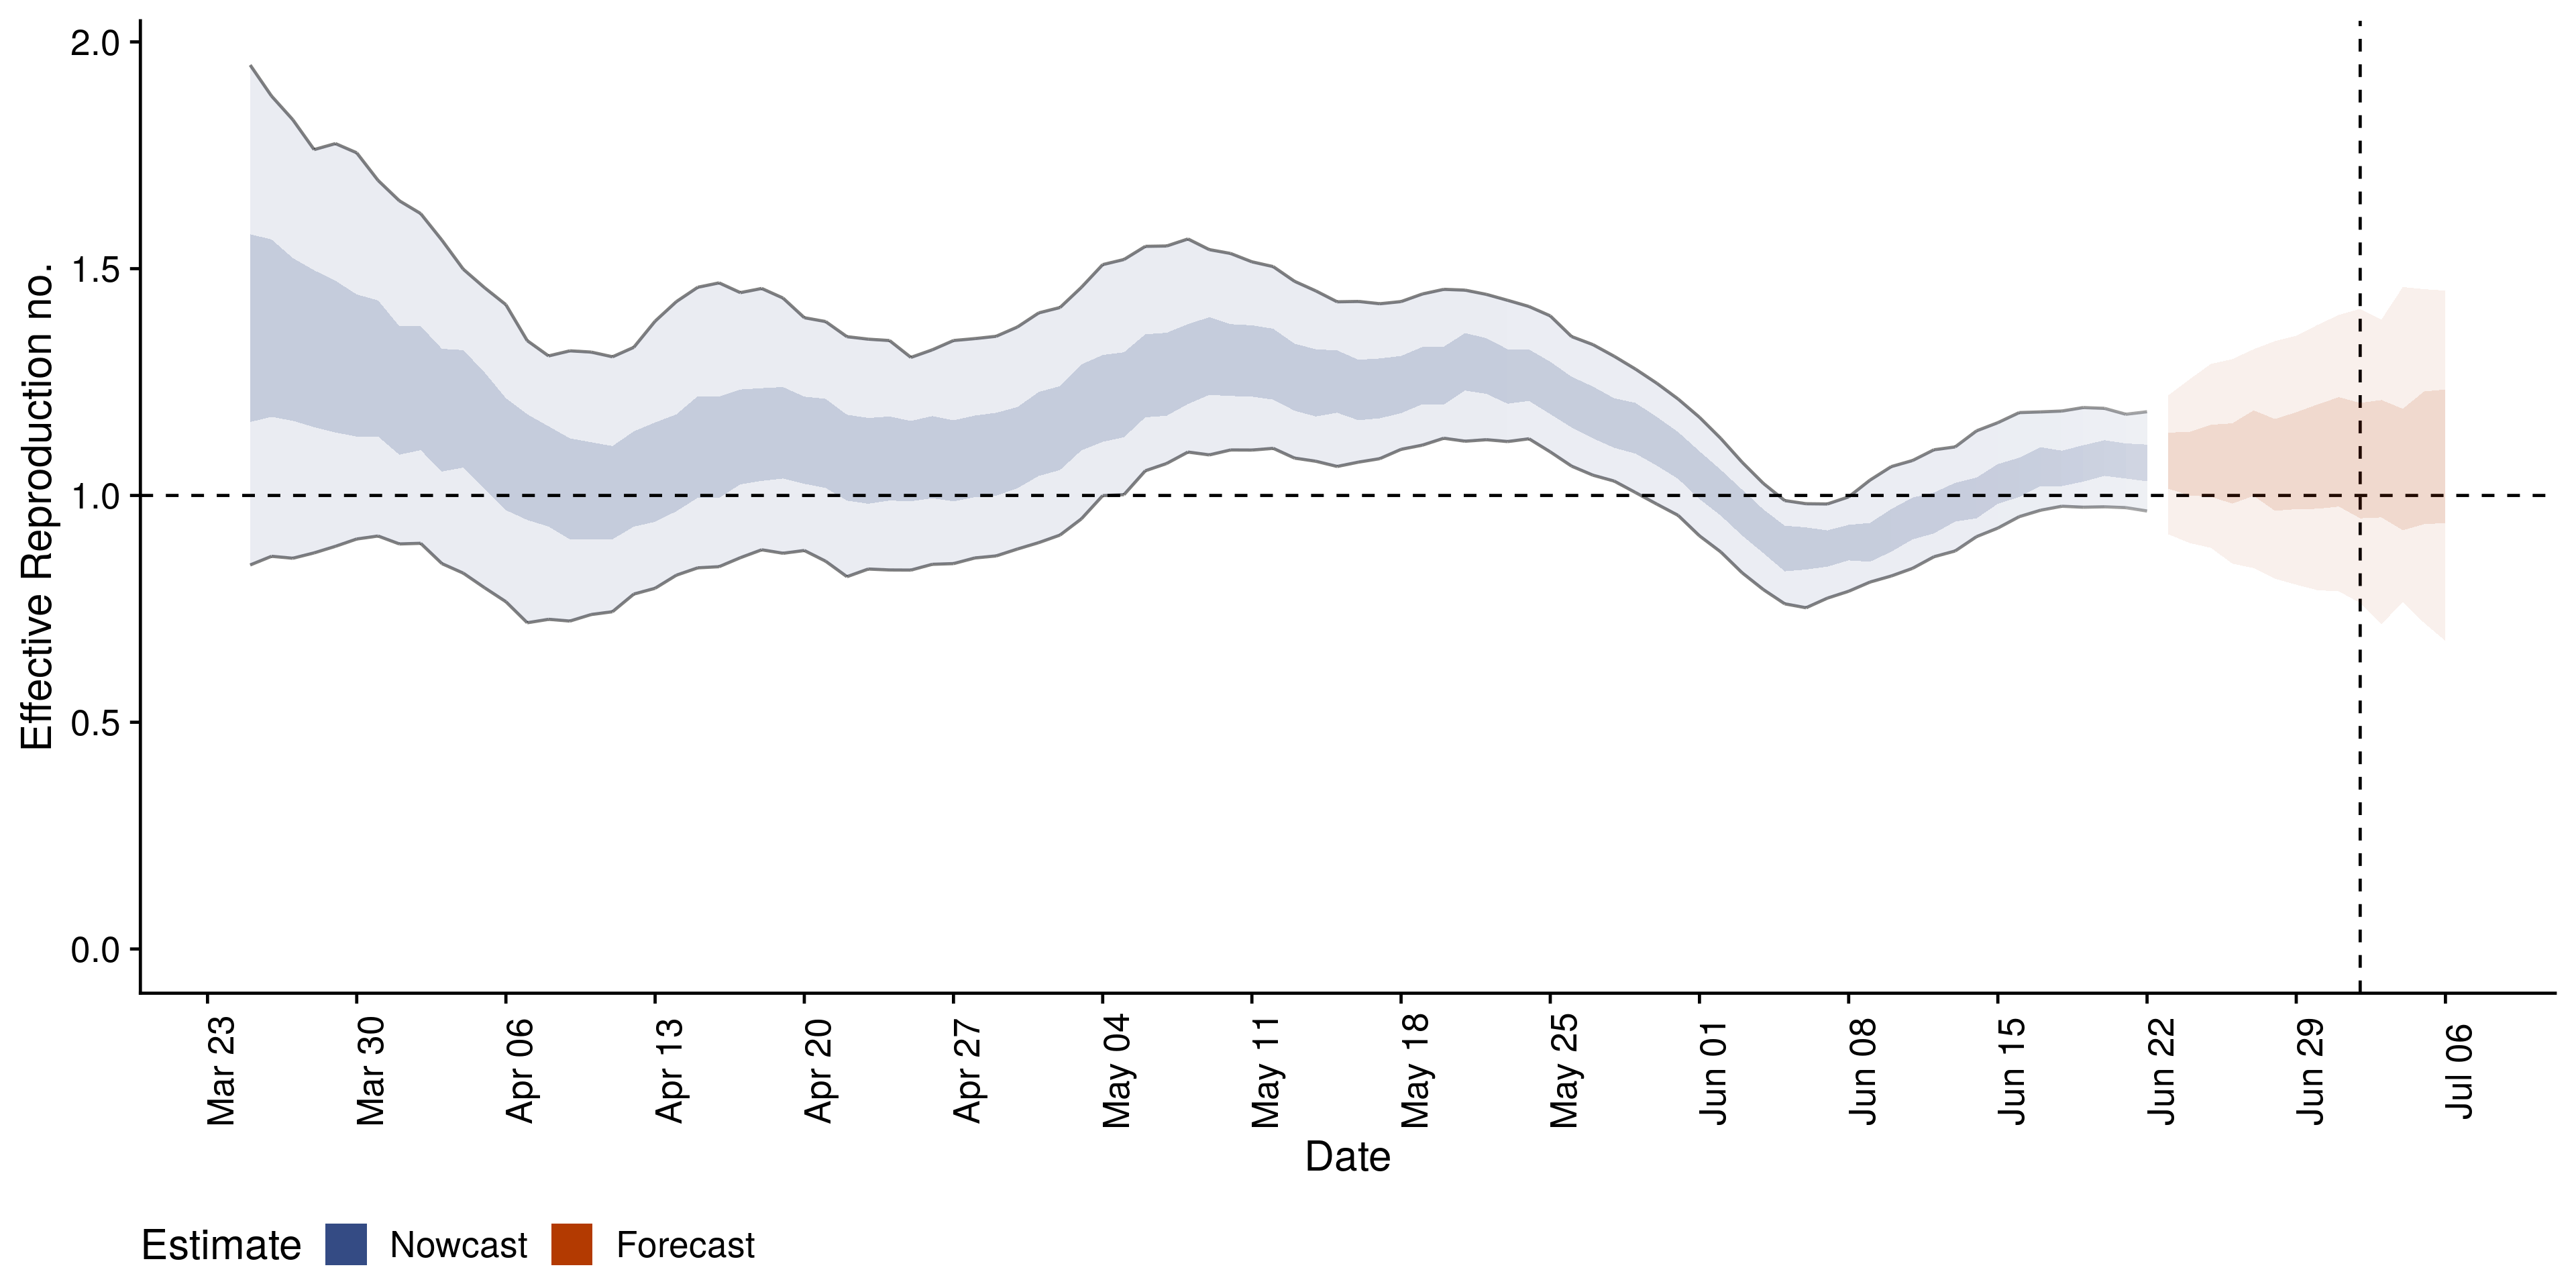 Effective Reproduction no.
2.0
1.5
1.0
0.5
0.0
Mar 23
Mar 30
Apr 06
Apr 13
Apr 20
Apr 27
May 04
May 11
May 18
May 25
Jun 01
Jun 08
Jun 15
Jun 22
Jun 29
Jul 06
Date
Estimate Nowcast Forecast